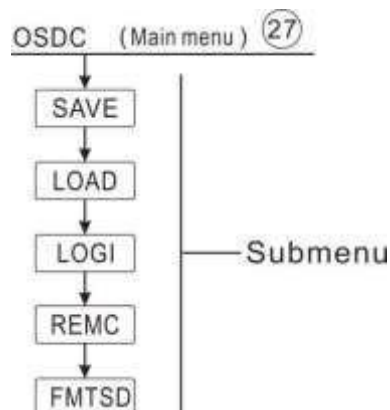 OSDC (Main menu) 27
SAVE
LOAD
LOGI
Submenu
REMC
FMTSD